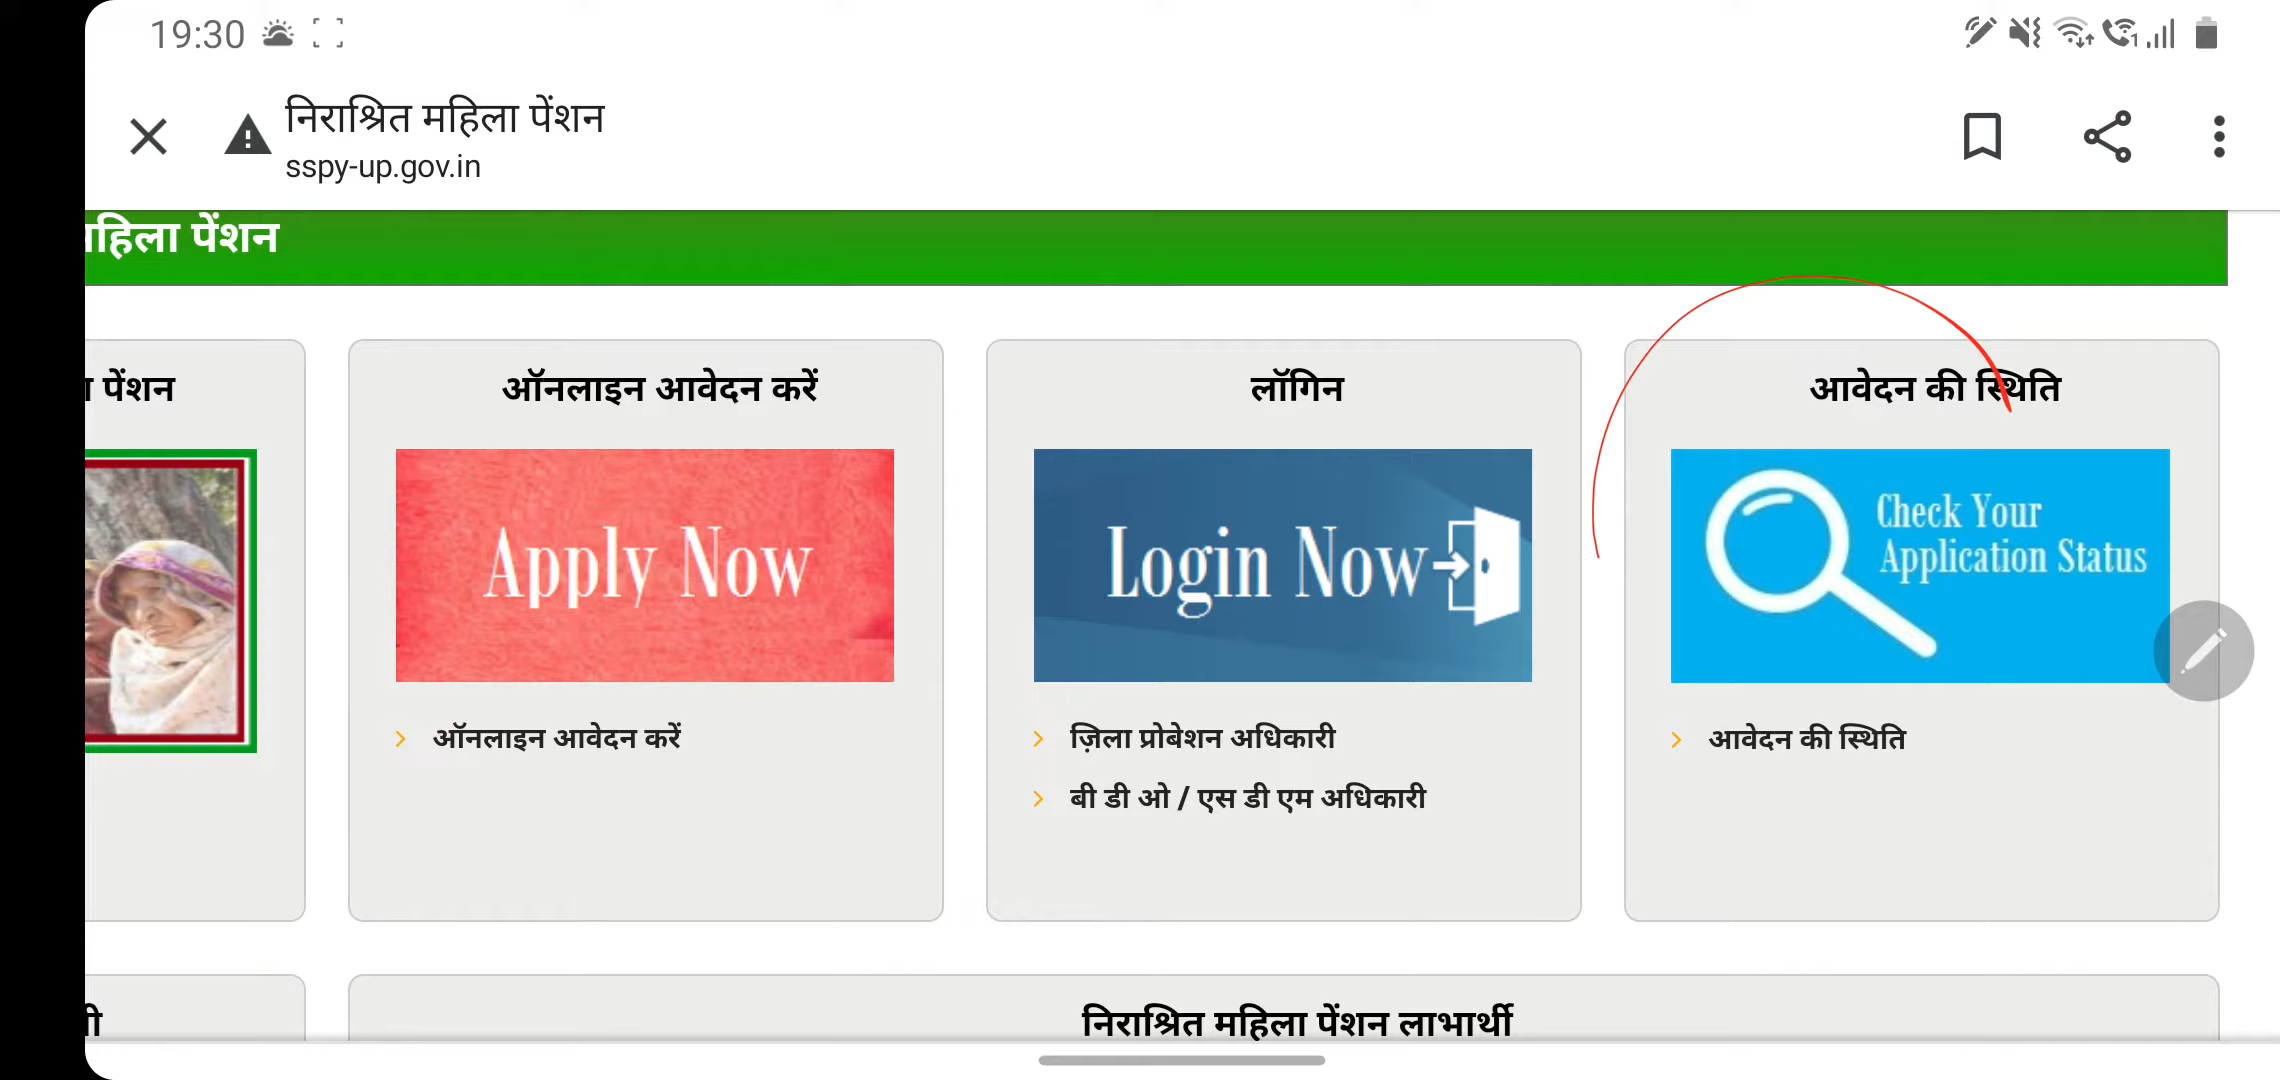 19:30
निराश्रित महिला पेंशन
sspy-up.gov.in
महिला पेंशन
पेंशन
ऑनलाइन आवेदन करें
लॉगिन
आवेदन की स्थिति
Apply Now
Login Now
Check Your
Application Status
ऑनलाइन आवेदन करें
ज़िला प्रोबेशन अधिकारी
बी डी ओ / एस डी एम अधिकारी
आवेदन की स्थिति
निराश्रित महिला पेंशन लाभार्थी